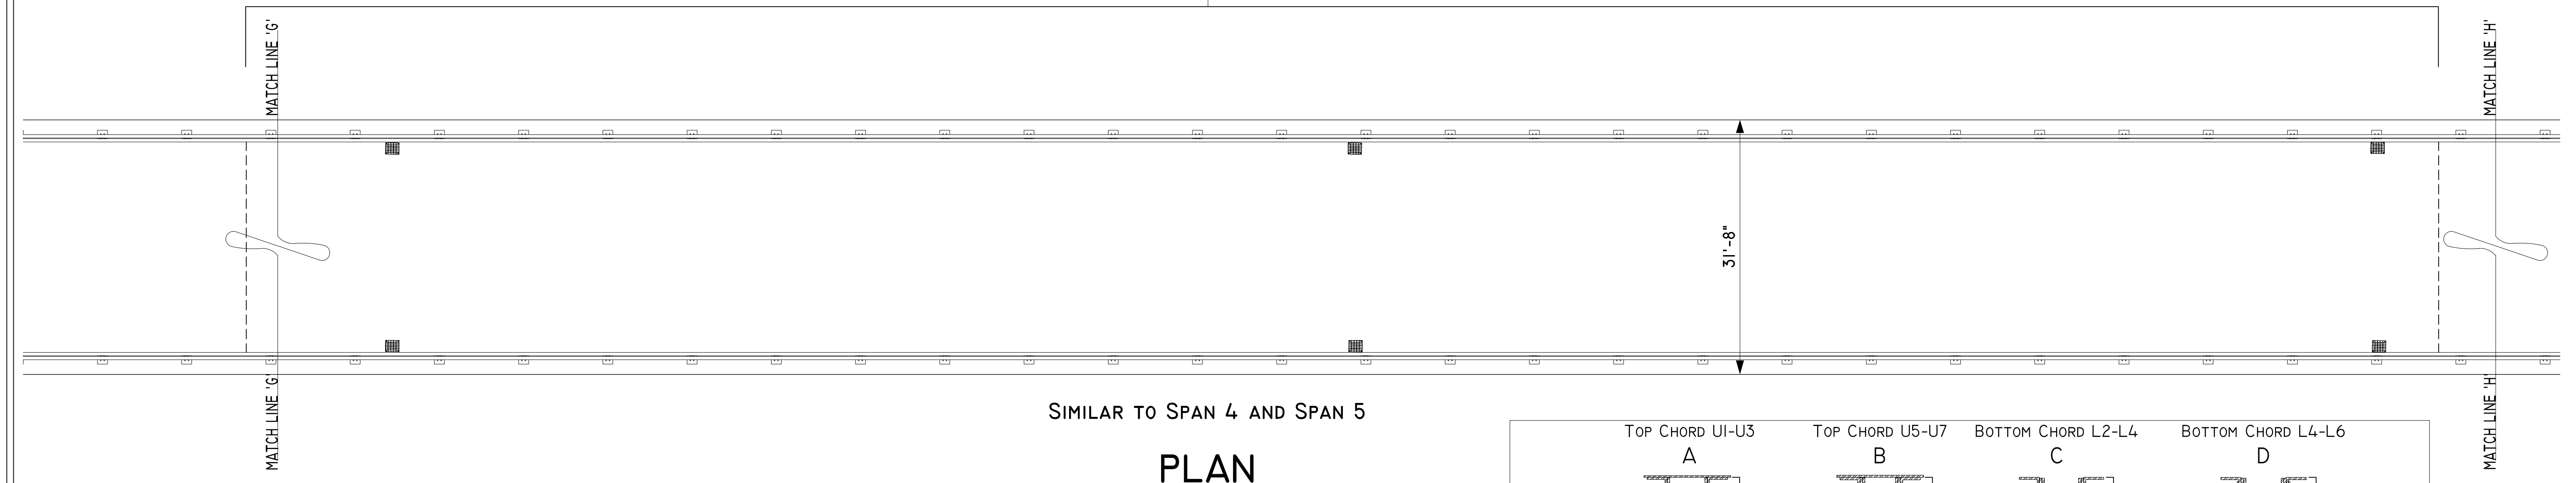 MATCH LINE 'G'
MATCH LINE 'H'
31'-8"
MATCH LINE 'G'
MATCH LINE 'H'
SIMILAR TO SPAN 4 AND SPAN 5
PLAN
TOP CHORD U1-U3
A
TOP CHORD U5-U7
B
BOTTOM CHORD L2-L4
C
BOTTOM CHORD L4-L6
D